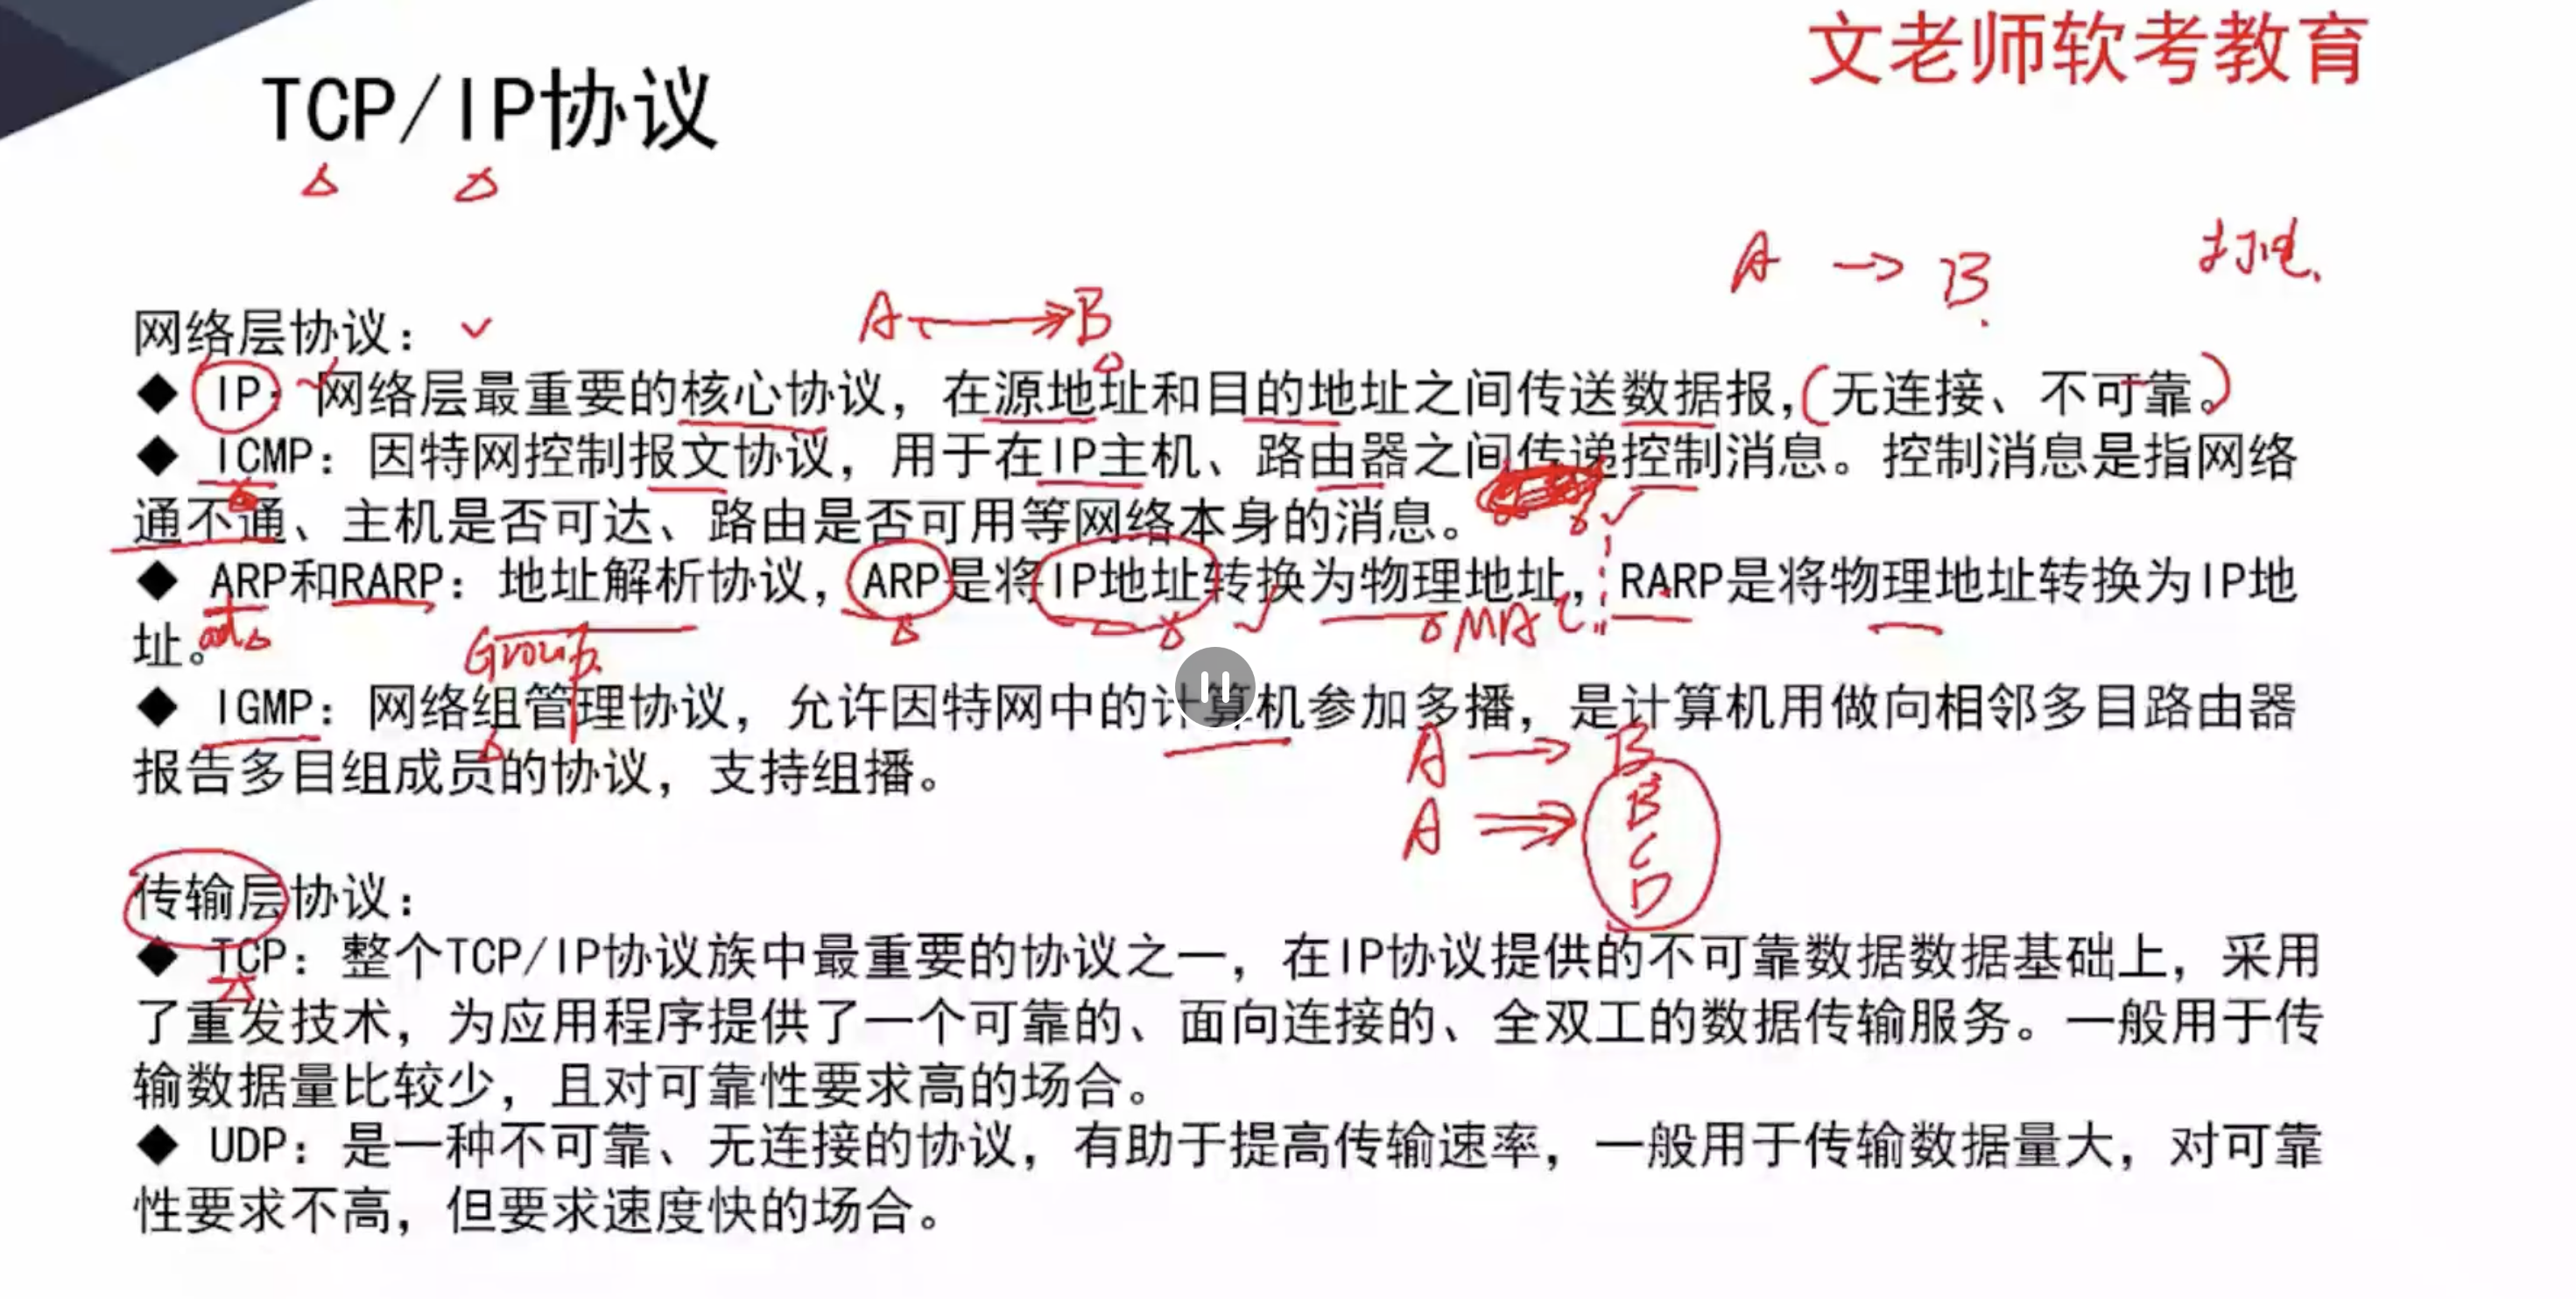 文老师软考教育
TCP/IP协议
A → B
打电
A → B
网络层协议：
◆ IP：网络层最重要的核心协议，在源地址和目的地址之间传送数据报，（无连接、不可靠。）
◆ ICMP：因特网控制报文协议，用于在IP主机、路由器之间传递控制消息。控制消息是指网络
通不通、主机是否可达、路由是否可用等网络本身的消息。
◆ ARP和RARP：地址解析协议，ARP是将IP地址转换为物理地址，RARP是将物理地址转换为IP地
址。
MAC
Group
◆ IGMP：网络组管理协议，允许因特网中的计算机参加多播，是计算机用做向相邻多目路由器
报告多目组成员的协议，支持组播。
A → B
A ⇒ B
C
D
传输层协议：
◆ TCP：整个TCP/IP协议族中最重要的协议之一，在IP协议提供的不可靠数据数据基础上，采用
了重发技术，为应用程序提供了一个可靠的、面向连接的、全双工的数据传输服务。一般用于传
输数据量比较少，且对可靠性要求高的场合。
◆ UDP：是一种不可靠、无连接的协议，有助于提高传输速率，一般用于传输数据量大，对可靠
性要求不高，但要求速度快的场合。